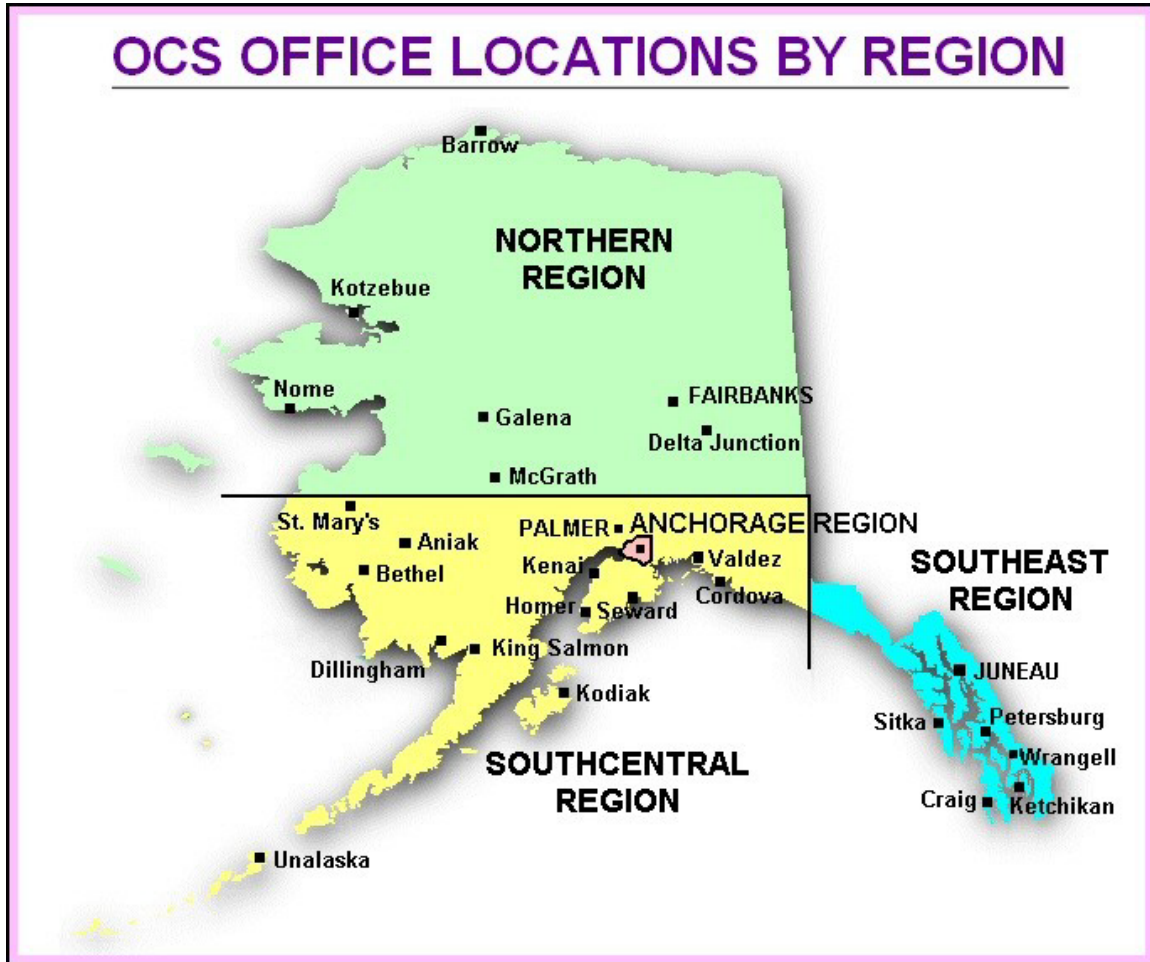 OCS OFFICE LOCATIONS BY REGION
Barrow
NORTHERN
REGION
Kotzebue
Nome
FAIRBANKS
Galena
Delta Junction
McGrath
St. Mary's
PALMER
ANCHORAGE REGION
Aniak
Kenai
Valdez
Bethel
SOUTHEAST
REGION
Homer
Seward
Cordova
Dillingham
King Salmon
JUNEAU
Kodiak
Sitka
Petersburg
SOUTHCENTRAL
REGION
Wrangell
Craig
Ketchikan
Unalaska